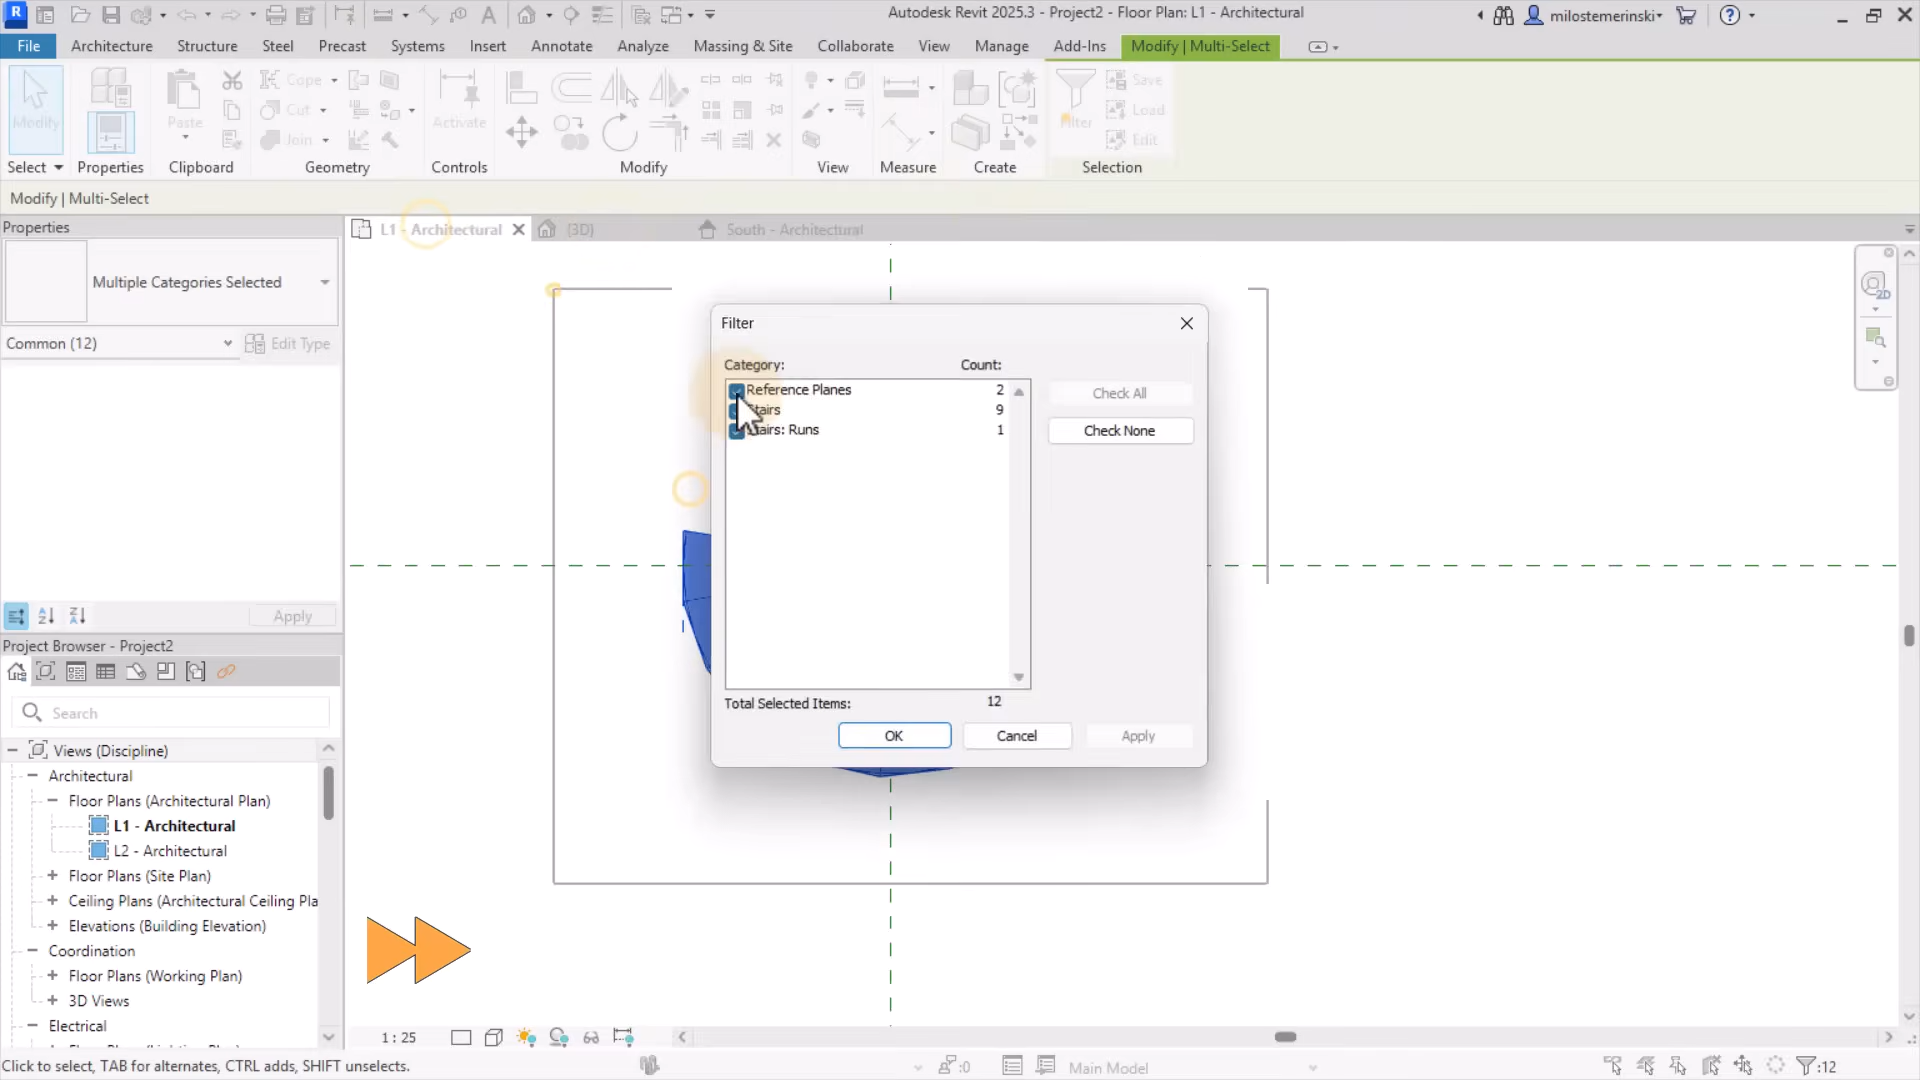 Autodesk Revit 2025.3 - Project2 - Floor Plan: L1 - Architectural
milostemerinski
File
Architecture
Structure
Steel
Precast
Systems
Insert
Annotate
Analyze
Massing & Site
Collaborate
View
Manage
Add-Ins
Modify | Multi-Select
Modify
Paste
Cope
Cut
Join
Activate
Filter
Save
Load
Edit
Select
Properties
Clipboard
Geometry
Controls
Modify
View
Measure
Create
Selection
Modify | Multi-Select
Properties
L1 - Architectural
(3D)
South - Architectural
Multiple Categories Selected
Common (12)
Edit Type
Apply
Project Browser - Project2
Search
Views (Discipline)
Architectural
Floor Plans (Architectural Plan)
L1 - Architectural
L2 - Architectural
Floor Plans (Site Plan)
Ceiling Plans (Architectural Ceiling Pla
Elevations (Building Elevation)
Coordination
Floor Plans (Working Plan)
3D Views
Electrical
Filter
Category:
Count:
Reference Planes 2
Stairs 9
Stairs: Runs 1
Check All
Check None
Total Selected Items: 12
OK
Cancel
Apply
2D
1 : 25
Click to select, TAB for alternates, CTRL adds, SHIFT unselects.
:0
Main Model
:12